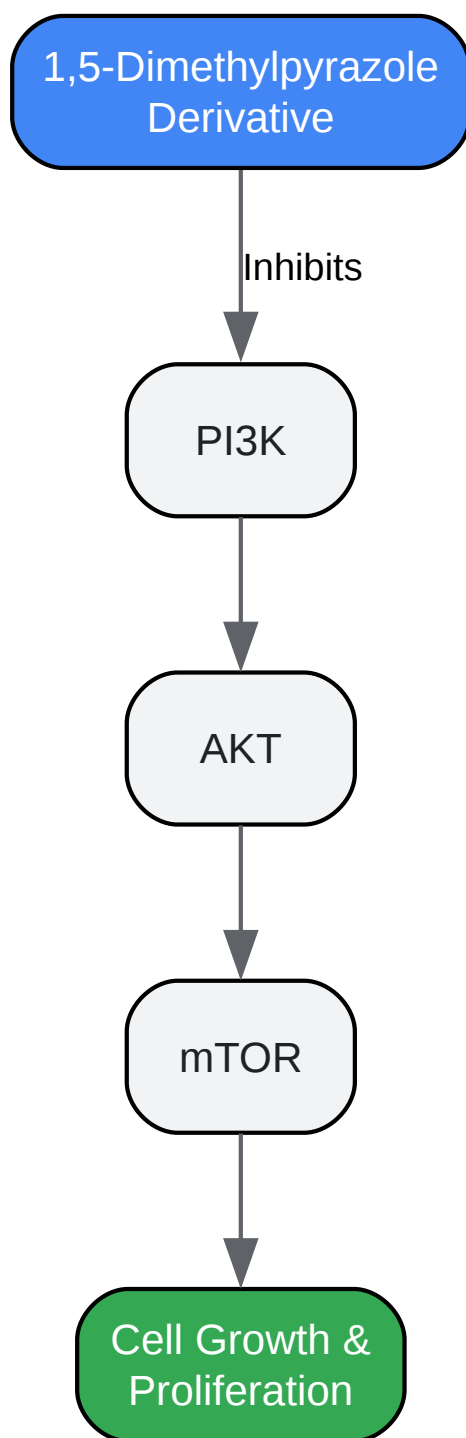 1,5-Dimethylpyrazole
Derivative
Inhibits
PI3K
AKT
mTOR
Cell Growth &
Proliferation